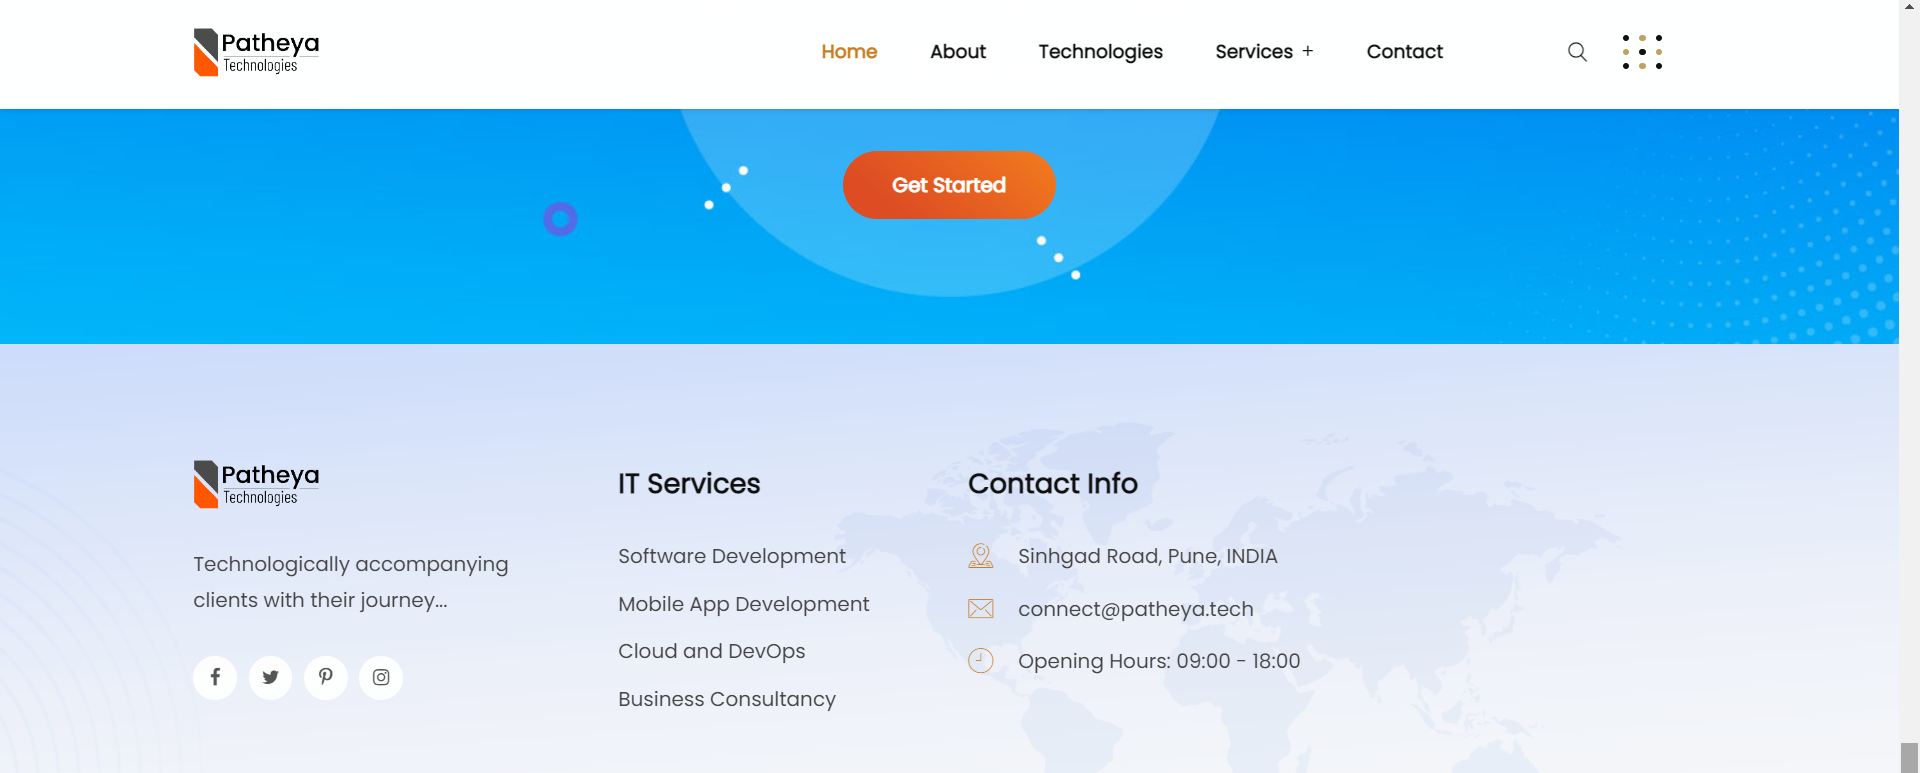 Patheya
Technologies
Home
About
Technologies
Services +
Contact
Get Started
Patheya
Technologies
Technologically accompanying
clients with their journey...
IT Services
Software Development
Mobile App Development
Cloud and DevOps
Business Consultancy
Contact Info
Sinhgad Road, Pune, INDIA
connect@patheya.tech
Opening Hours: 09:00 - 18:00